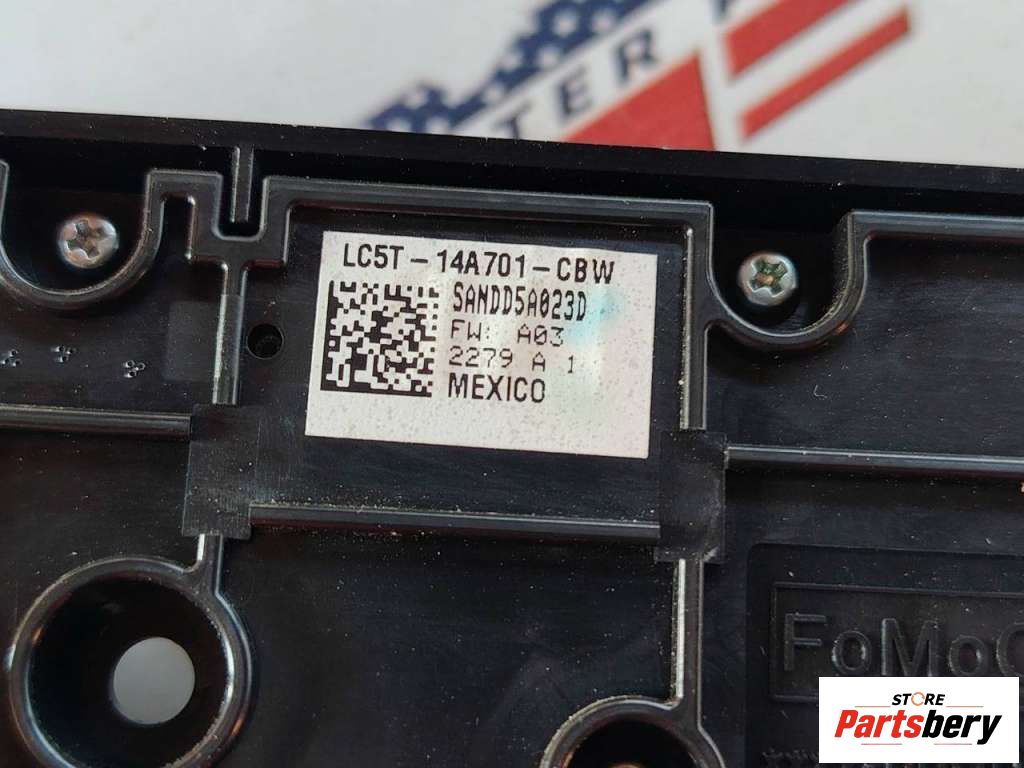 TER
LC5T-14A701-CBW
SANDD5A023D
FW: A03
2279 A 1
MEXICO
FoMoC
STORE
Partsbery